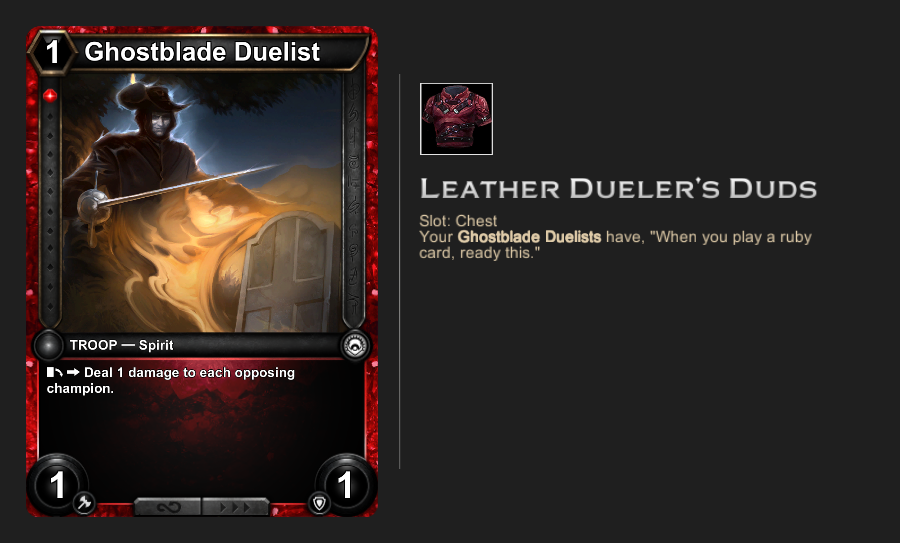 1 Ghostblade Duelist
TROOP — Spirit
➡ Deal 1 damage to each opposing
champion.
1 1
LEATHER DUELER'S DUDS
Slot: Chest
Your Ghostblade Duelists have, "When you play a ruby
card, ready this."